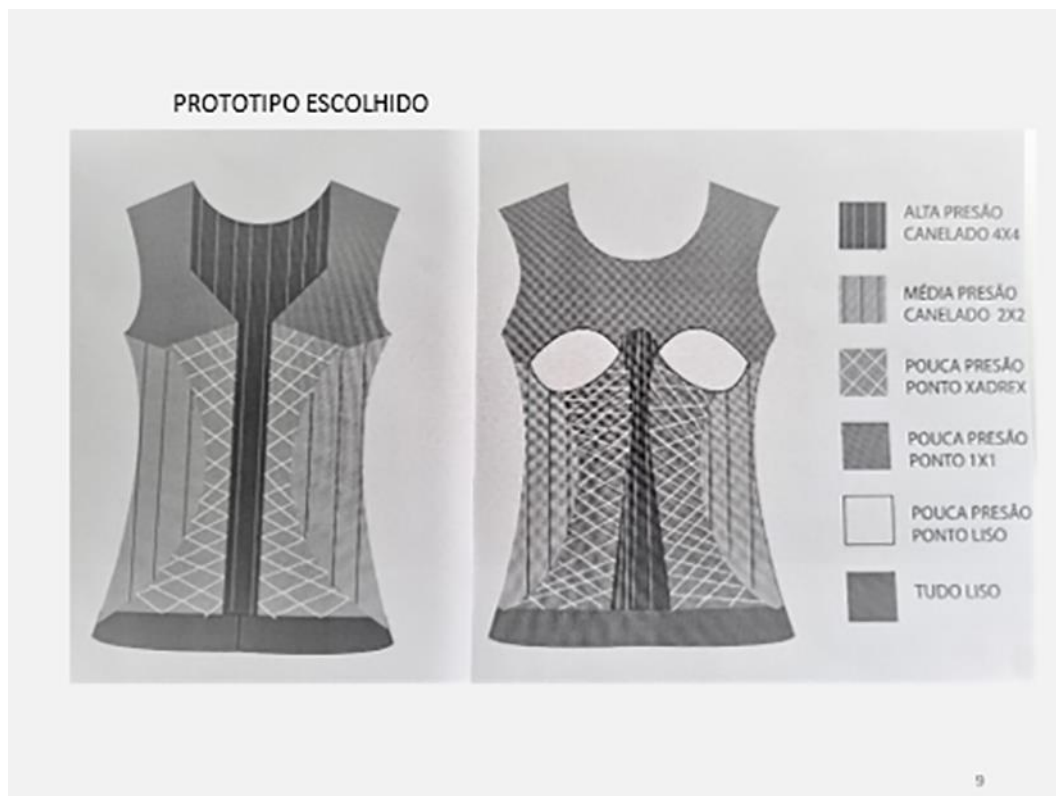 PROTOTIPO ESCOLHIDO
ALTA PRESÃO
CANELADO 4X4
MÉDIA PRESÃO
CANELADO 2X2
POUCA PRESÃO
PONTO XADREX
POUCA PRESÃO
PONTO 1X1
POUCA PRESÃO
PONTO LISO
TUDO LISO
9